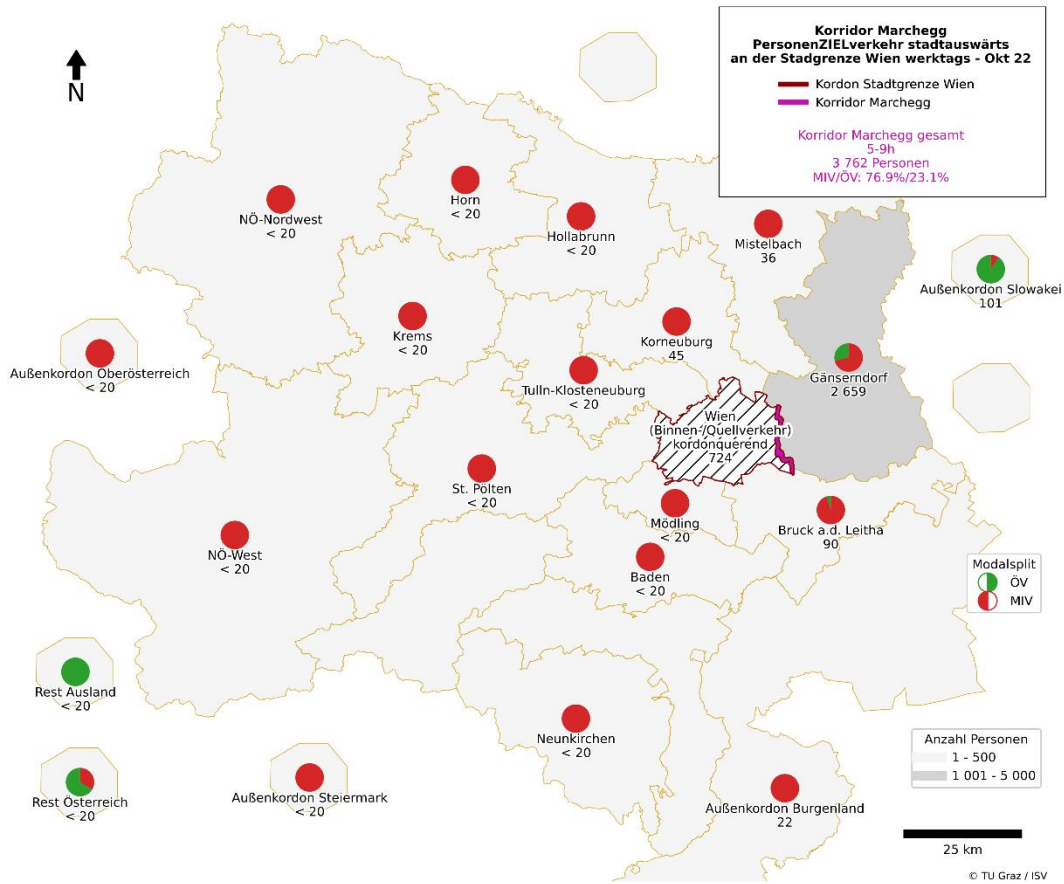 Korridor Marchegg
PersonenZIELverkehr stadtauswärts
an der Stadgrenze Wien werktags - Okt 22
Kordon Stadtgrenze Wien
Korridor Marchegg
Korridor Marchegg gesamt
5-9h
3 762 Personen
MIV/ÖV: 76.9%/23.1%
N
NÖ-Nordwest
< 20
Horn
< 20
Hollabrunn
< 20
Mistelbach
36
Außenkordon Slowakei
101
Krems
< 20
Korneuburg
45
Außenkordon Oberösterreich
< 20
Tulln-Klosteneuburg
< 20
Gänserndorf
2 659
Wien
(Binnen-/Quellverkehr)
kordonquerend
724
St. Pölten
< 20
Mödling
< 20
Bruck a.d. Leitha
90
NÖ-West
< 20
Baden
< 20
Modalsplit
ÖV
MIV
Rest Ausland
< 20
Neunkirchen
< 20
Rest Österreich
< 20
Außenkordon Steiermark
< 20
Außenkordon Burgenland
22
Anzahl Personen
1 - 500
1 001 - 5 000
25 km
© TU Graz / ISV